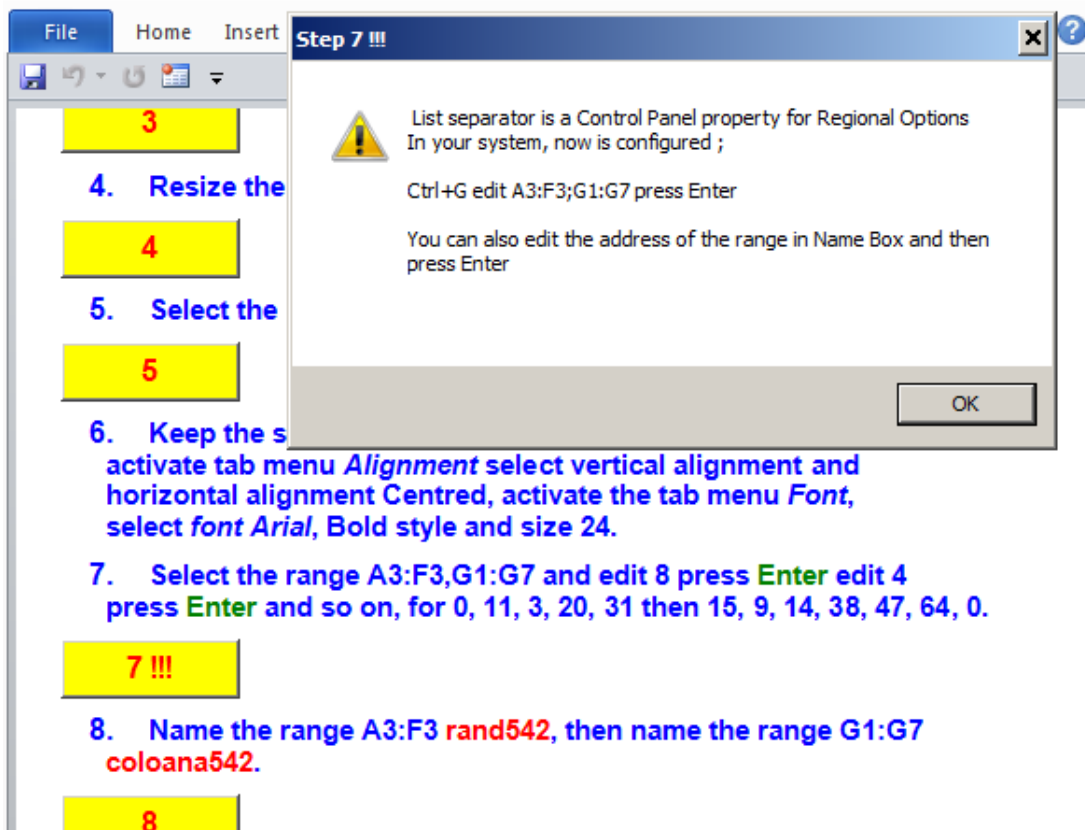 File Home Insert
Step 7 !!!
List separator is a Control Panel property for Regional Options
In your system, now is configured ;
Ctrl+G edit A3:F3;G1:G7 press Enter
You can also edit the address of the range in Name Box and then
press Enter
OK
3
4. Resize the
4
5. Select the
5
6. Keep the s
activate tab menu Alignment select vertical alignment and
horizontal alignment Centred, activate the tab menu Font,
select font Arial, Bold style and size 24.
7. Select the range A3:F3,G1:G7 and edit 8 press Enter edit 4
press Enter and so on, for 0, 11, 3, 20, 31 then 15, 9, 14, 38, 47, 64, 0.
7 !!!
8. Name the range A3:F3 rand542, then name the range G1:G7
coloana542.
8